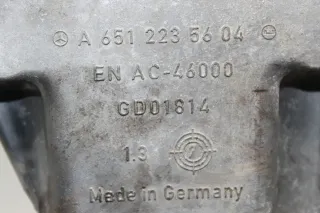 A 651 223 56 04
EN AC-46000
GD01814
1.3
Made in Germany